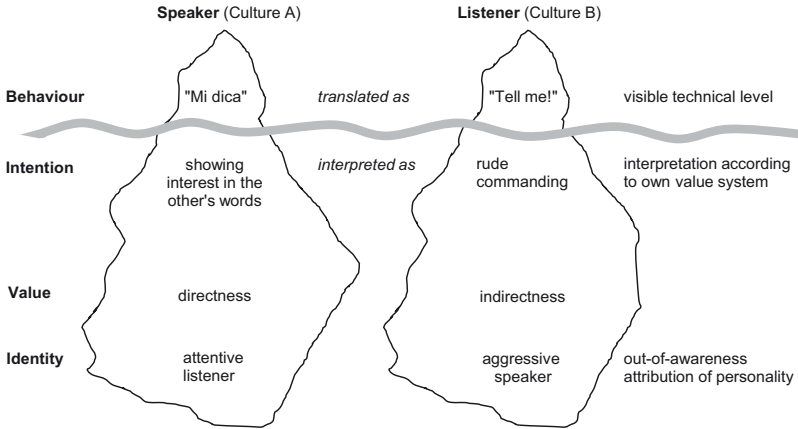 Speaker (Culture A) Listener (Culture B)
Behaviour "Mi dica" translated as "Tell me!" visible technical level
Intention showing interpreted as rude interpretation according
interest in the commanding to own value system
other's words
Value directness indirectness
Identity attentive aggressive out-of-awareness
listener speaker attribution of personality